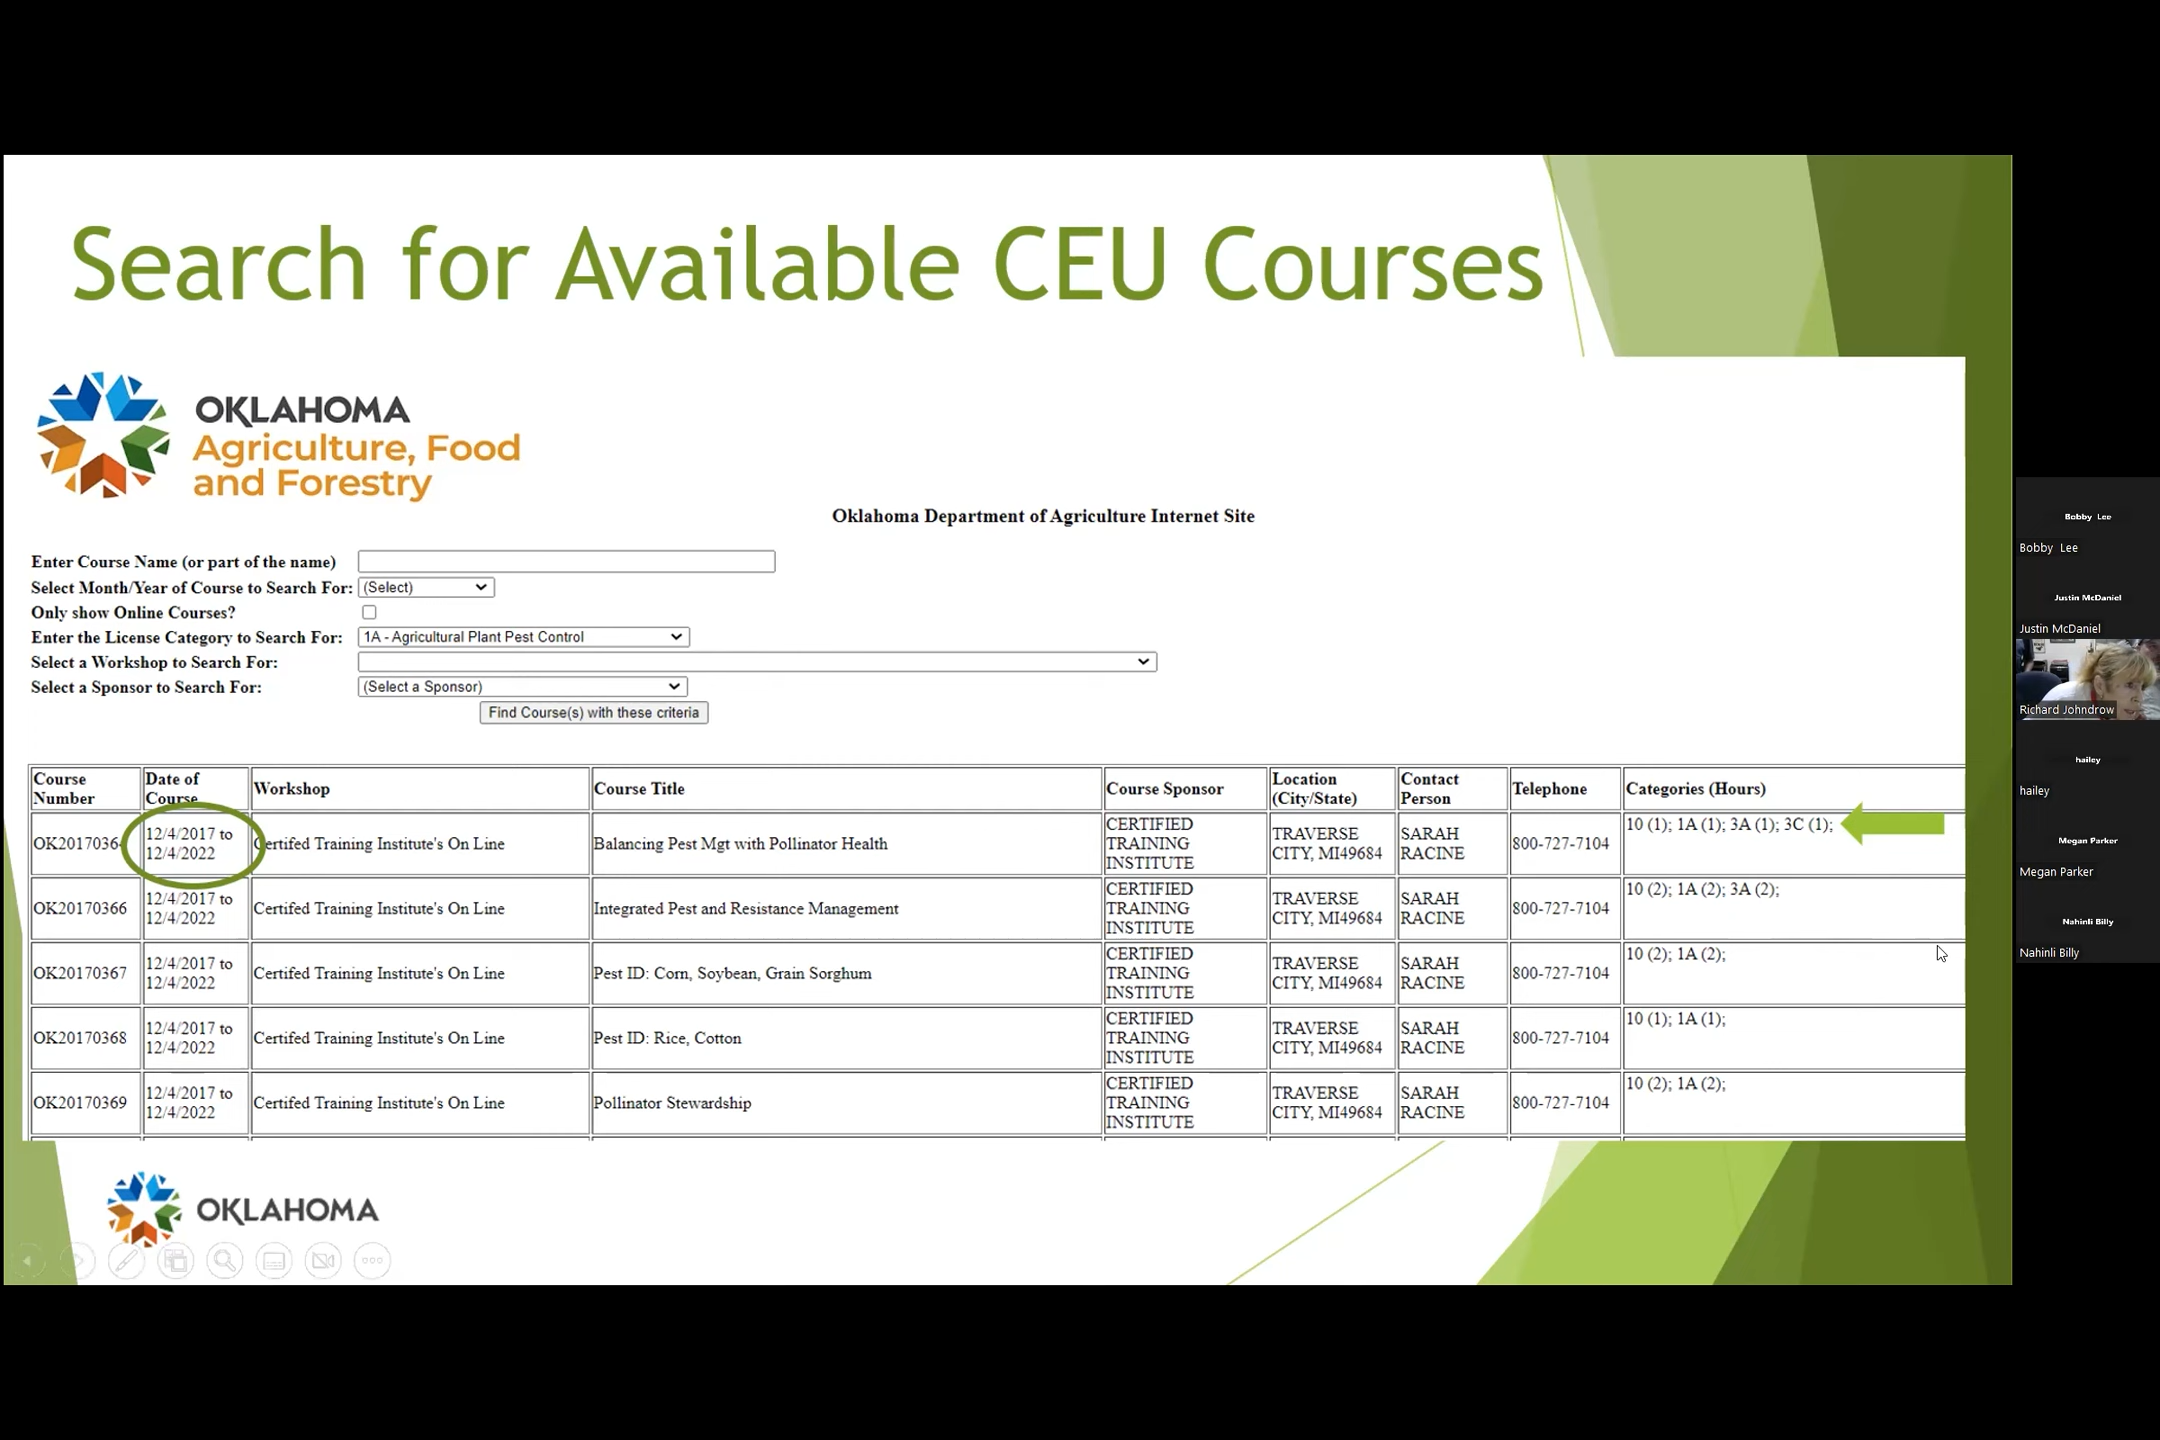 Search for Available CEU Courses
OKLAHOMA
Agriculture, Food
and Forestry
Oklahoma Department of Agriculture Internet Site
Enter Course Name (or part of the name)
Select Month/Year of Course to Search For: (Select)
Only show Online Courses?
Enter the License Category to Search For: 1A - Agricultural Plant Pest Control
Select a Workshop to Search For:
Select a Sponsor to Search For: (Select a Sponsor)
Find Course(s) with these criteria
Course Number Date of Course Workshop Course Title Course Sponsor Location (City/State) Contact Person Telephone Categories (Hours)
OK2017036 12/4/2017 to 12/4/2022 Certifed Training Institute's On Line Balancing Pest Mgt with Pollinator Health CERTIFIED TRAINING INSTITUTE TRAVERSE CITY, MI49684 SARAH RACINE 800-727-7104 10 (1); 1A (1); 3A (1); 3C (1);
OK20170366 12/4/2017 to 12/4/2022 Certifed Training Institute's On Line Integrated Pest and Resistance Management CERTIFIED TRAINING INSTITUTE TRAVERSE CITY, MI49684 SARAH RACINE 800-727-7104 10 (2); 1A (2); 3A (2);
OK20170367 12/4/2017 to 12/4/2022 Certifed Training Institute's On Line Pest ID: Corn, Soybean, Grain Sorghum CERTIFIED TRAINING INSTITUTE TRAVERSE CITY, MI49684 SARAH RACINE 800-727-7104 10 (2); 1A (2);
OK20170368 12/4/2017 to 12/4/2022 Certifed Training Institute's On Line Pest ID: Rice, Cotton CERTIFIED TRAINING INSTITUTE TRAVERSE CITY, MI49684 SARAH RACINE 800-727-7104 10 (1); 1A (1);
OK20170369 12/4/2017 to 12/4/2022 Certifed Training Institute's On Line Pollinator Stewardship CERTIFIED TRAINING INSTITUTE TRAVERSE CITY, MI49684 SARAH RACINE 800-727-7104 10 (2); 1A (2);
OKLAHOMA
Bobby Lee
Bobby Lee
Justin McDaniel
Justin McDaniel
Richard Johndrow
hailey
hailey
Megan Parker
Megan Parker
Nahinli Billy
Nahinli Billy